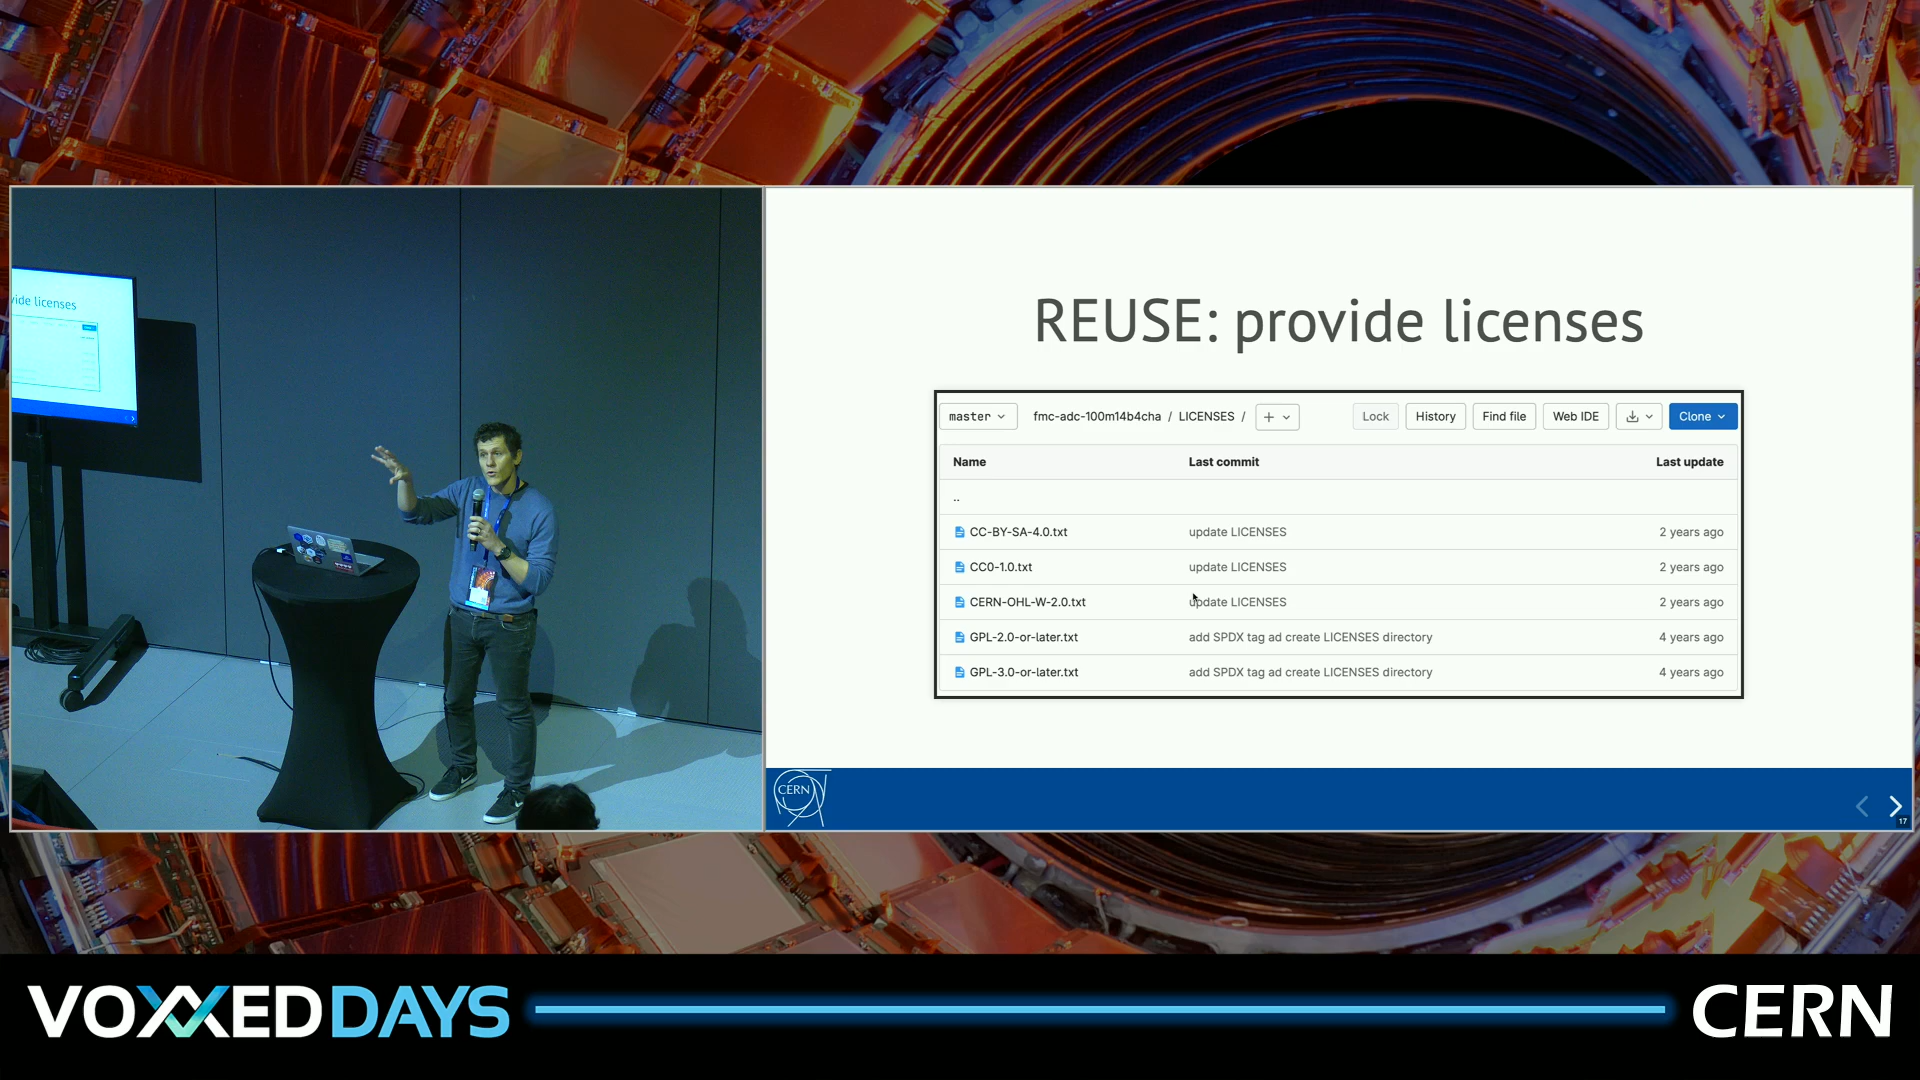 vide licenses
REUSE: provide licenses
master fmc-adc-100m14b4cha / LICENSES / + Lock History Find file Web IDE Clone
Name Last commit Last update
..
CC-BY-SA-4.0.txt update LICENSES 2 years ago
CC0-1.0.txt update LICENSES 2 years ago
CERN-OHL-W-2.0.txt update LICENSES 2 years ago
GPL-2.0-or-later.txt add SPDX tag ad create LICENSES directory 4 years ago
GPL-3.0-or-later.txt add SPDX tag ad create LICENSES directory 4 years ago
CERN
17
VOXXEDDAYS CERN